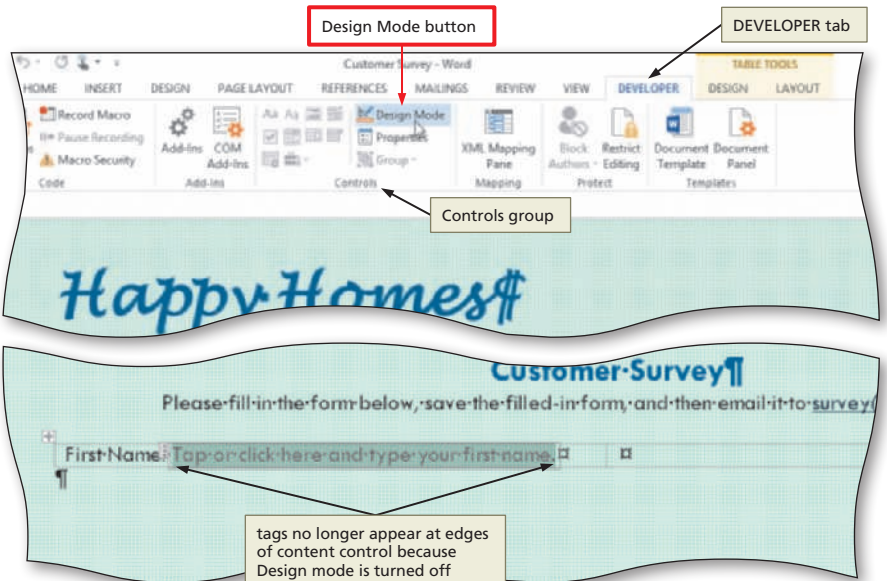 Design Mode button
DEVELOPER tab
Customer Survey - Word
TABLE TOOLS
HOME INSERT DESIGN PAGE LAYOUT REFERENCES MAILINGS REVIEW VIEW DEVELOPER DESIGN LAYOUT
Record Macro
Pause Recording
Macro Security
Code
Add-Ins
COM
Add-Ins
Add-Ins
Aa Aa
Design Mode
Properties
Group
Controls
XML Mapping
Pane
Mapping
Block
Authors
Restrict
Editing
Protect
Document
Template
Document
Panel
Templates
Controls group
Happy·Homes¶
Customer·Survey¶
Please·fill·in·the·form·below,·save·the·filled-in·form,·and·then·email·it·to·survey
First·Name Tap·or·click·here·and·type·your·first·name.¤ ¤
¶
tags no longer appear at edges
of content control because
Design mode is turned off